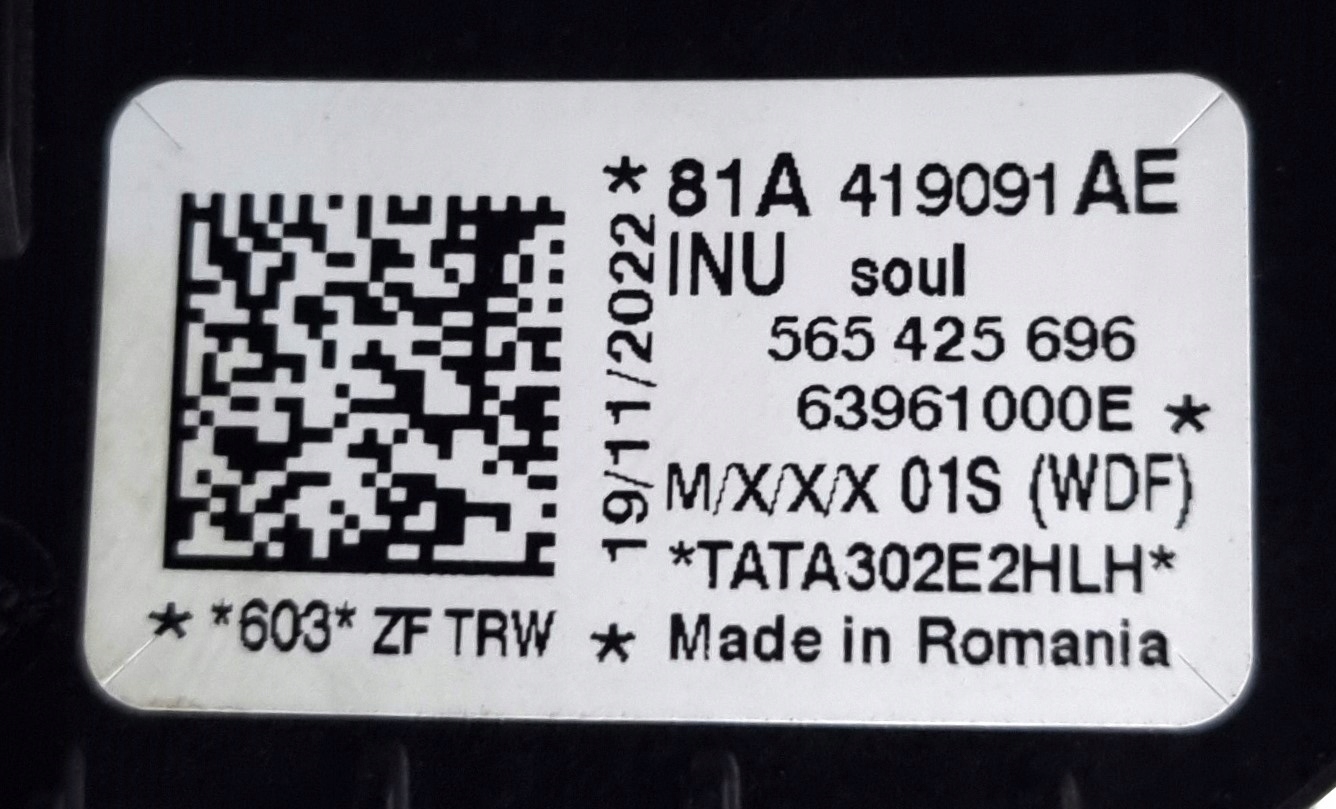 81A 419091 AE
INU soul
565 425 696
63961000E *
M/X/X/X 01S (WDF)
*TATA302E2HLH*
* Made in Romania
19/11/2022 *
* *603* ZF TRW